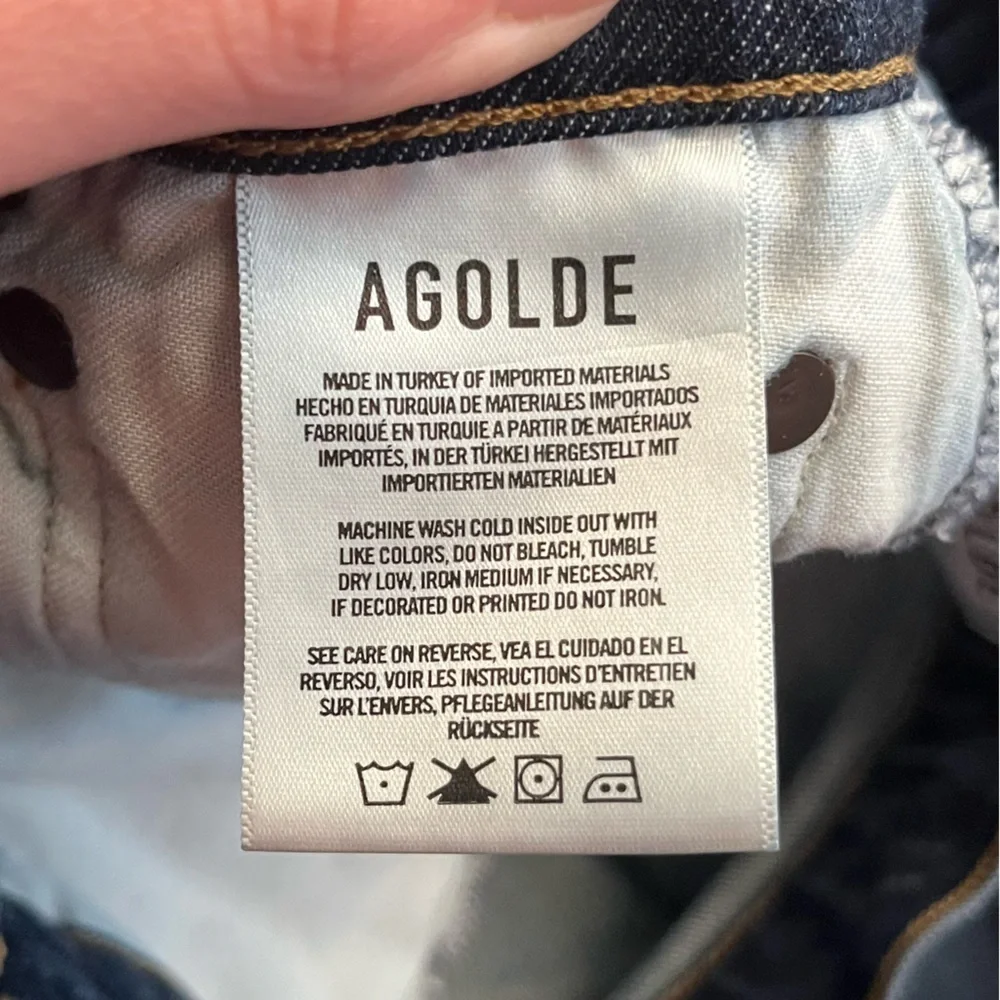 AGOLDE
MADE IN TURKEY OF IMPORTED MATERIALS
HECHO EN TURQUIA DE MATERIALES IMPORTADOS
FABRIQUÉ EN TURQUIE A PARTIR DE MATÉRIAUX
IMPORTÉS, IN DER TÜRKEI HERGESTELLT MIT
IMPORTIERTEN MATERIALIEN
MACHINE WASH COLD INSIDE OUT WITH
LIKE COLORS, DO NOT BLEACH, TUMBLE
DRY LOW, IRON MEDIUM IF NECESSARY,
IF DECORATED OR PRINTED DO NOT IRON.
SEE CARE ON REVERSE, VEA EL CUIDADO EN EL
REVERSO, VOIR LES INSTRUCTIONS D'ENTRETIEN
SUR L'ENVERS, PFLEGEANLEITUNG AUF DER
RÜCKSEITE